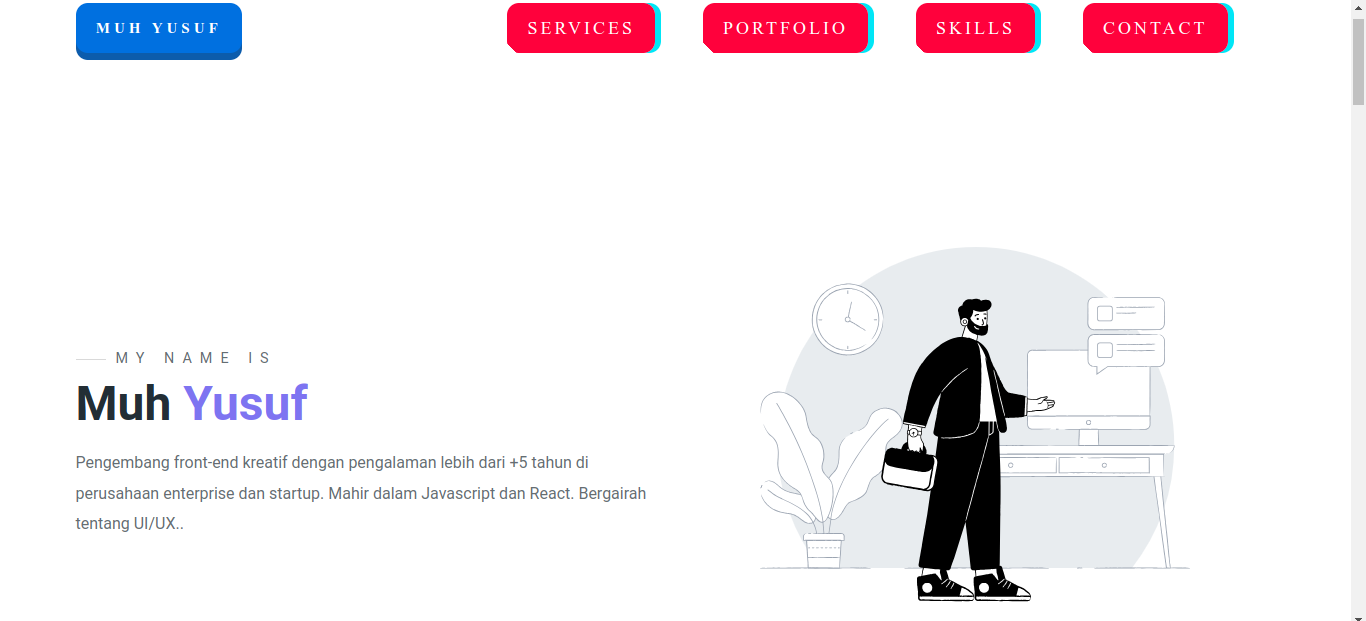 MUH YUSUF
SERVICES
PORTFOLIO
SKILLS
CONTACT
MY NAME IS
Muh Yusuf
Pengembang front-end kreatif dengan pengalaman lebih dari +5 tahun di
perusahaan enterprise dan startup. Mahir dalam Javascript dan React. Bergairah
tentang UI/UX..